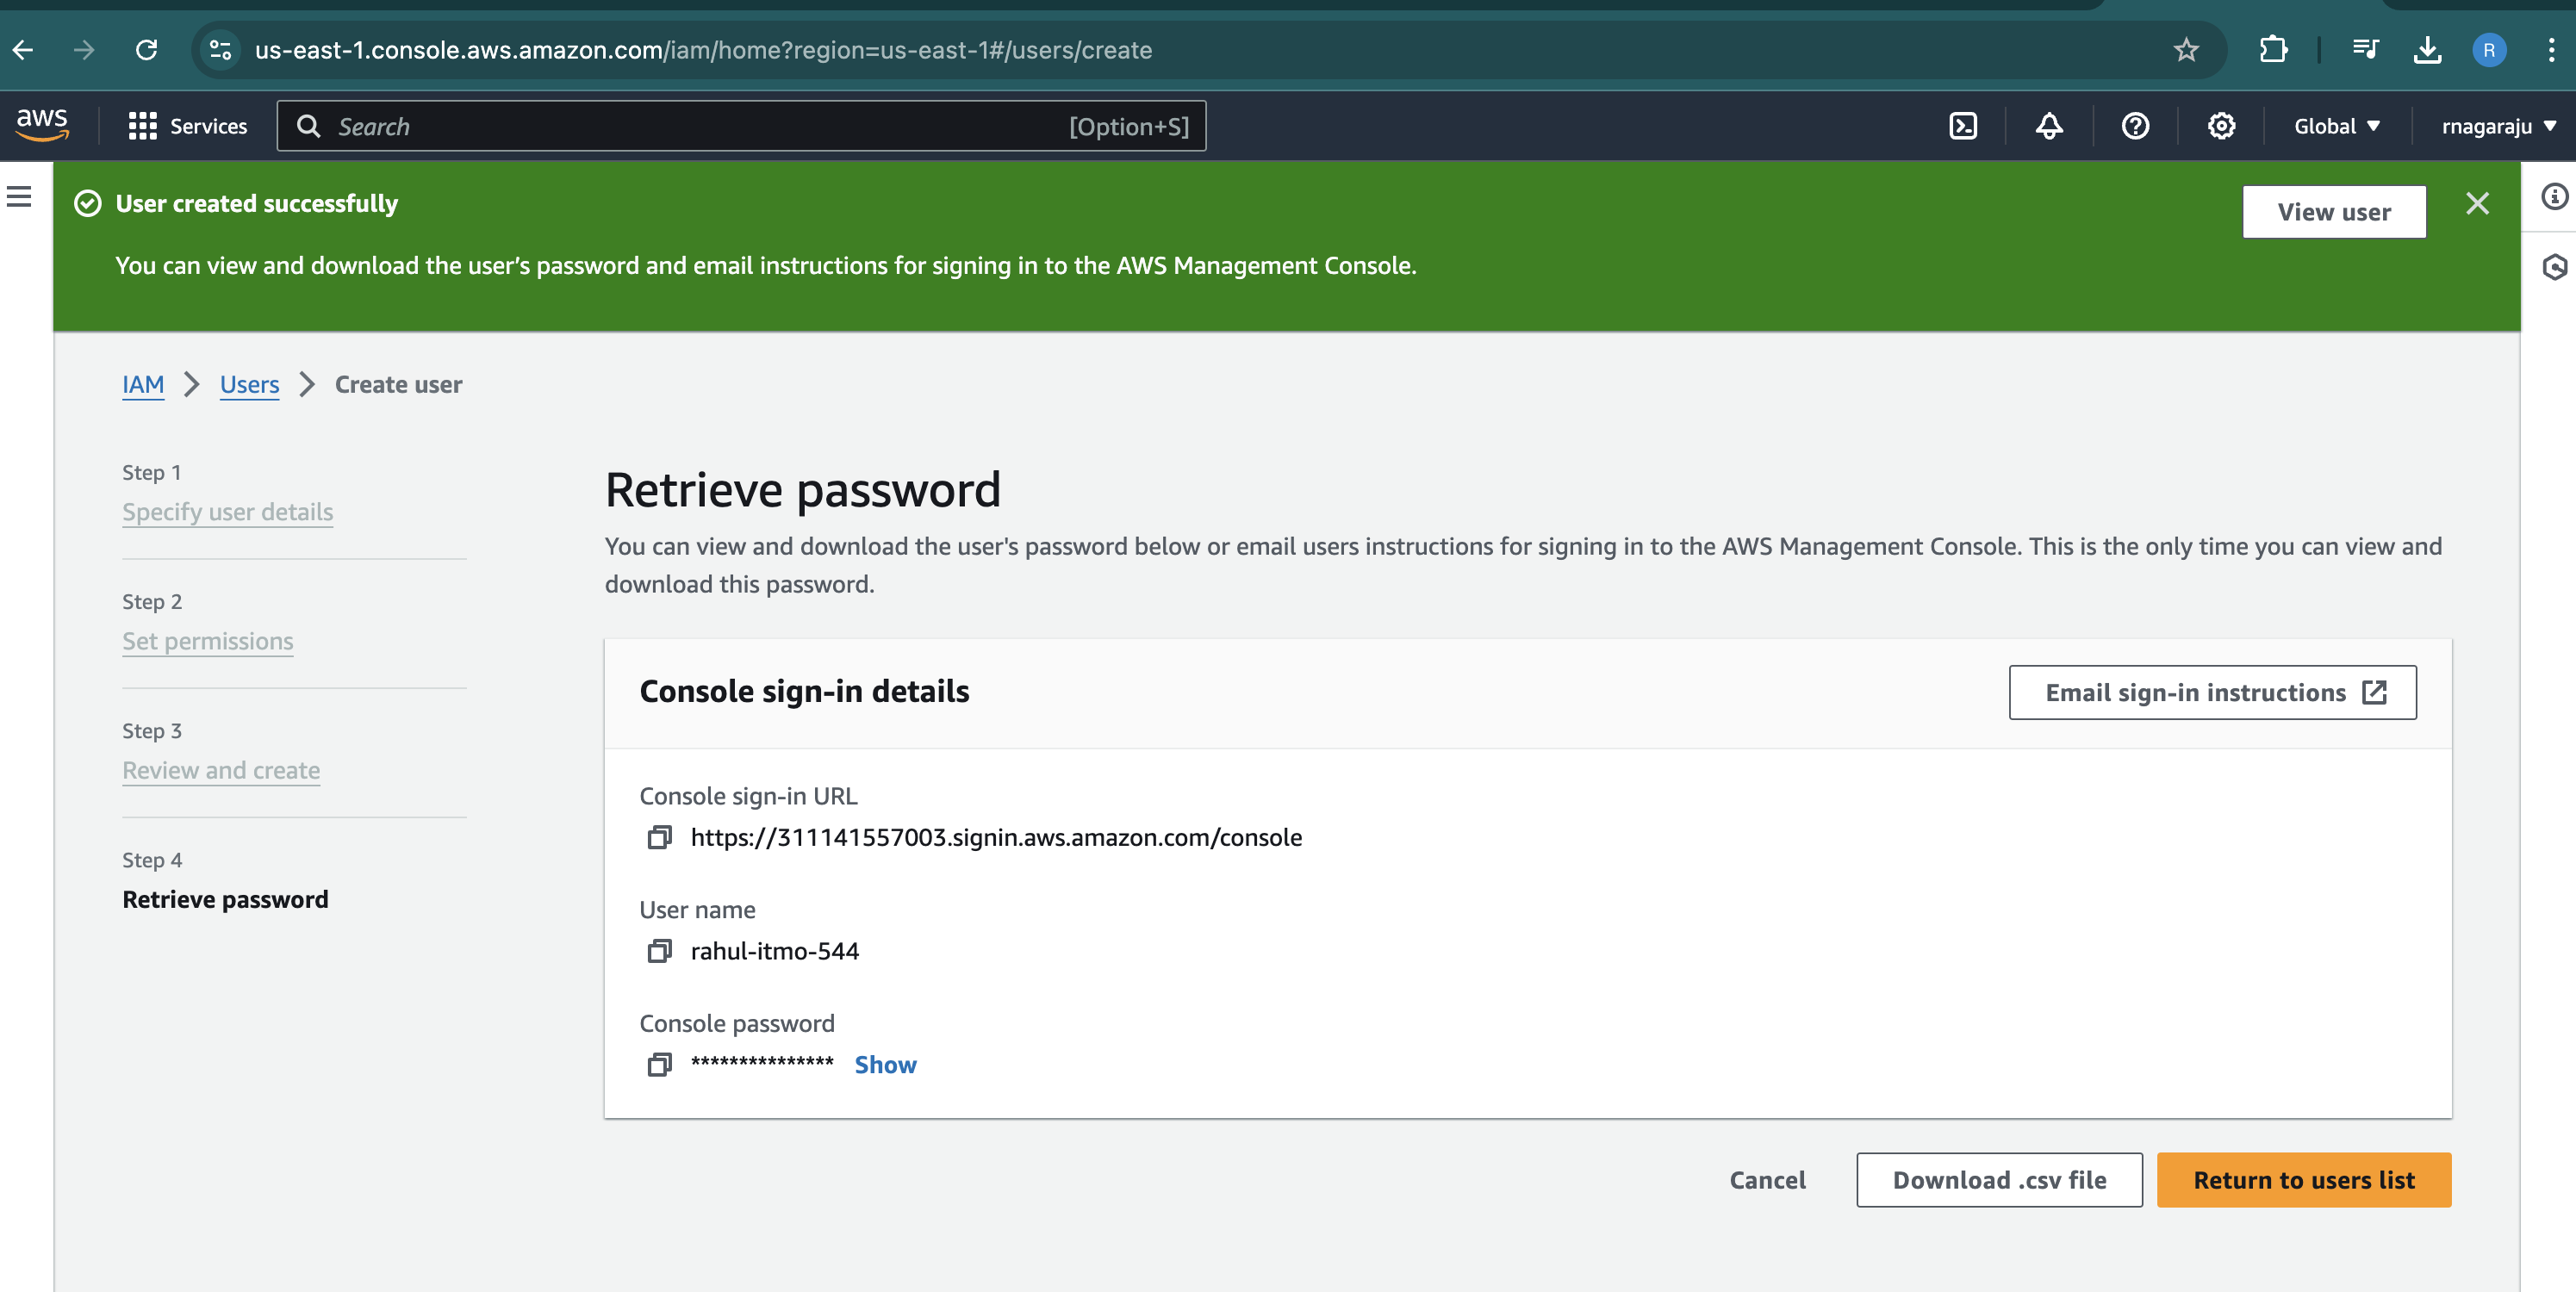 us-east-1.console.aws.amazon.com/iam/home?region=us-east-1#/users/create
R
aws
Services
Search
[Option+S]
Global
rnagaraju
User created successfully
View user
You can view and download the user’s password and email instructions for signing in to the AWS Management Console.
IAM
Users
Create user
Step 1
Specify user details
Step 2
Set permissions
Step 3
Review and create
Step 4
Retrieve password
Retrieve password
You can view and download the user's password below or email users instructions for signing in to the AWS Management Console. This is the only time you can view and
download this password.
Console sign-in details
Email sign-in instructions
Console sign-in URL
https://311141557003.signin.aws.amazon.com/console
User name
rahul-itmo-544
Console password
*************** Show
Cancel
Download .csv file
Return to users list